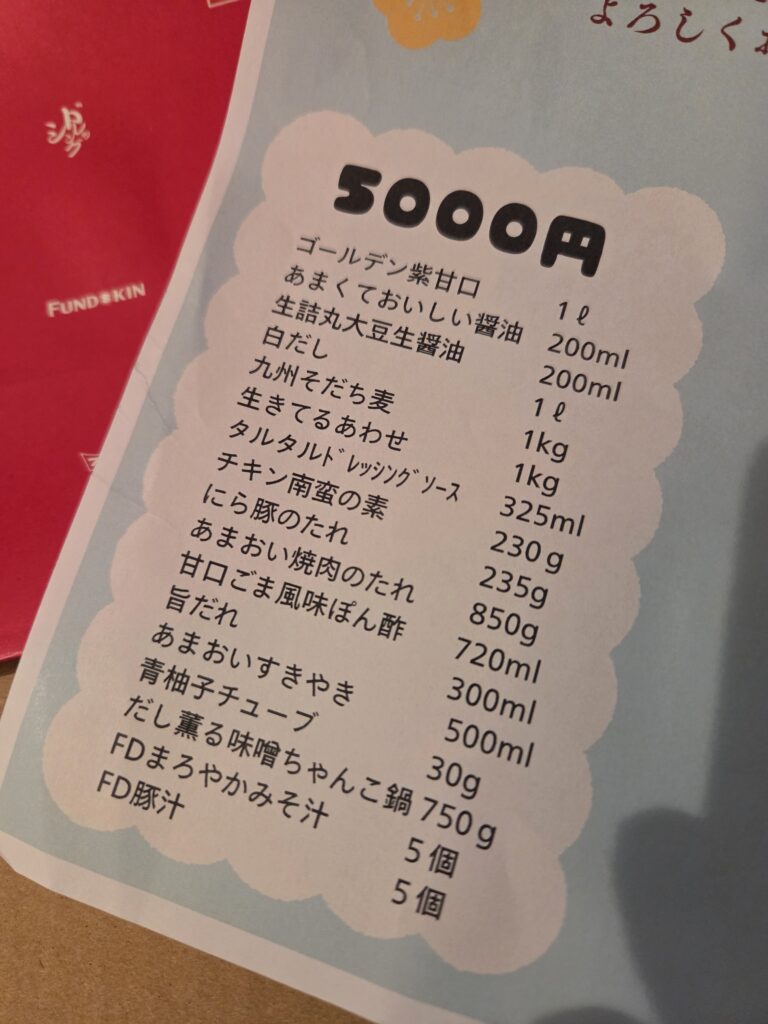 よろしくお
ドレッシング
FUNDOKIN
5000円
ゴールデン紫甘口 1ℓ
あまくておいしい醤油 200ml
生詰丸大豆生醤油 200ml
白だし 1ℓ
九州そだち麦 1kg
生きてるあわせ 1kg
タルタルﾄﾞﾚｯｼﾝｸﾞｿｰｽ 325ml
チキン南蛮の素 230g
にら豚のたれ 235g
あまおい焼肉のたれ 850g
甘口ごま風味ぽん酢 720ml
旨だれ 300ml
あまおいすきやき 500ml
青柚子チューブ 30g
だし薫る味噌ちゃんこ鍋 750g
FDまろやかみそ汁 5個
FD豚汁 5個